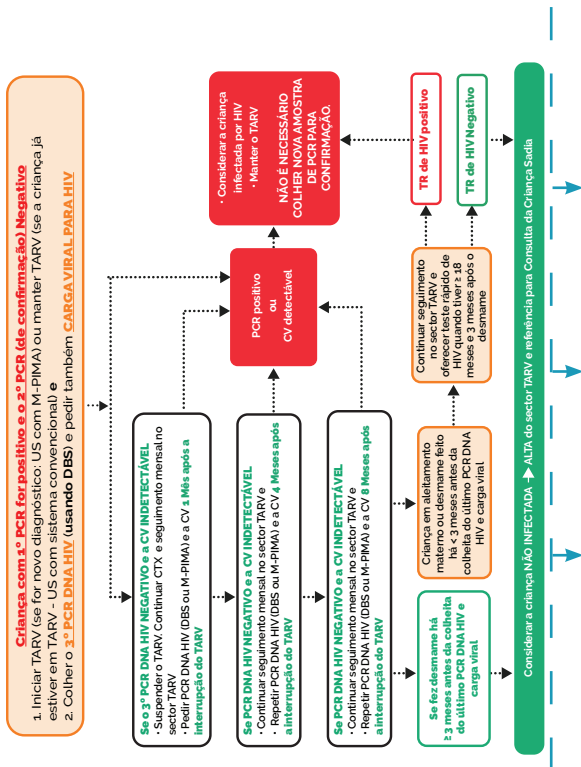 Criança com 1º PCR for positivo e o 2º PCR (de confirmação) Negativo
1. Iniciar TARV (se for novo diagnóstico: US com M-PIMA) ou manter TARV (se a criança já
estiver em TARV - US com sistema convencional) e
2. Colher o 3º PCR DNA HIV (usando DBS) e pedir também CARGA VIRAL PARA HIV
Se o 3º PCR DNA HIV NEGATIVO e a CV INDETECTÁVEL
• Suspender o TARV. Continuar CTX e seguimento mensal no
sector TARV
• Pedir PCR DNA HIV (DBS ou M-PIMA) e a CV 1 Mês após a
interrupção do TARV
Se PCR DNA HIV NEGATIVO e a CV INDETECTÁVEL
• Continuar seguimento mensal no sector TARV e
• Repetir PCR DNA HIV (DBS ou M-PIMA) e a CV 4 Meses após
a interrupção do TARV
Se PCR DNA HIV NEGATIVO e a CV INDETECTÁVEL
• Continuar seguimento mensal no sector TARV e
• Repetir PCR DNA HIV (DBS ou M-PIMA) e a CV 8 Meses após
a interrupção do TARV
PCR positivo
ou
CV detectável
• Considerar a criança
infectada por HIV
• Manter o TARV
NÃO É NECESSÁRIO
COLHER NOVA AMOSTRA
DE PCR PARA
CONFIRMAÇÃO.
Se fez desmame há
≥ 3 meses antes da colheita
do último PCR DNA HIV e
carga viral
Criança em aleitamento
materno ou desmame feito
há < 3 meses antes da
colheita do último PCR DNA
HIV e carga viral
Continuar seguimento
no sector TARV e
oferecer teste rápido de
HIV quando tiver ≥ 18
meses e 3 meses após o
desmame
TR de HIV positivo
TR de HIV Negativo
Considerar a criança NÃO INFECTADA → ALTA do sector TARV e referência para Consulta da Criança Sadia